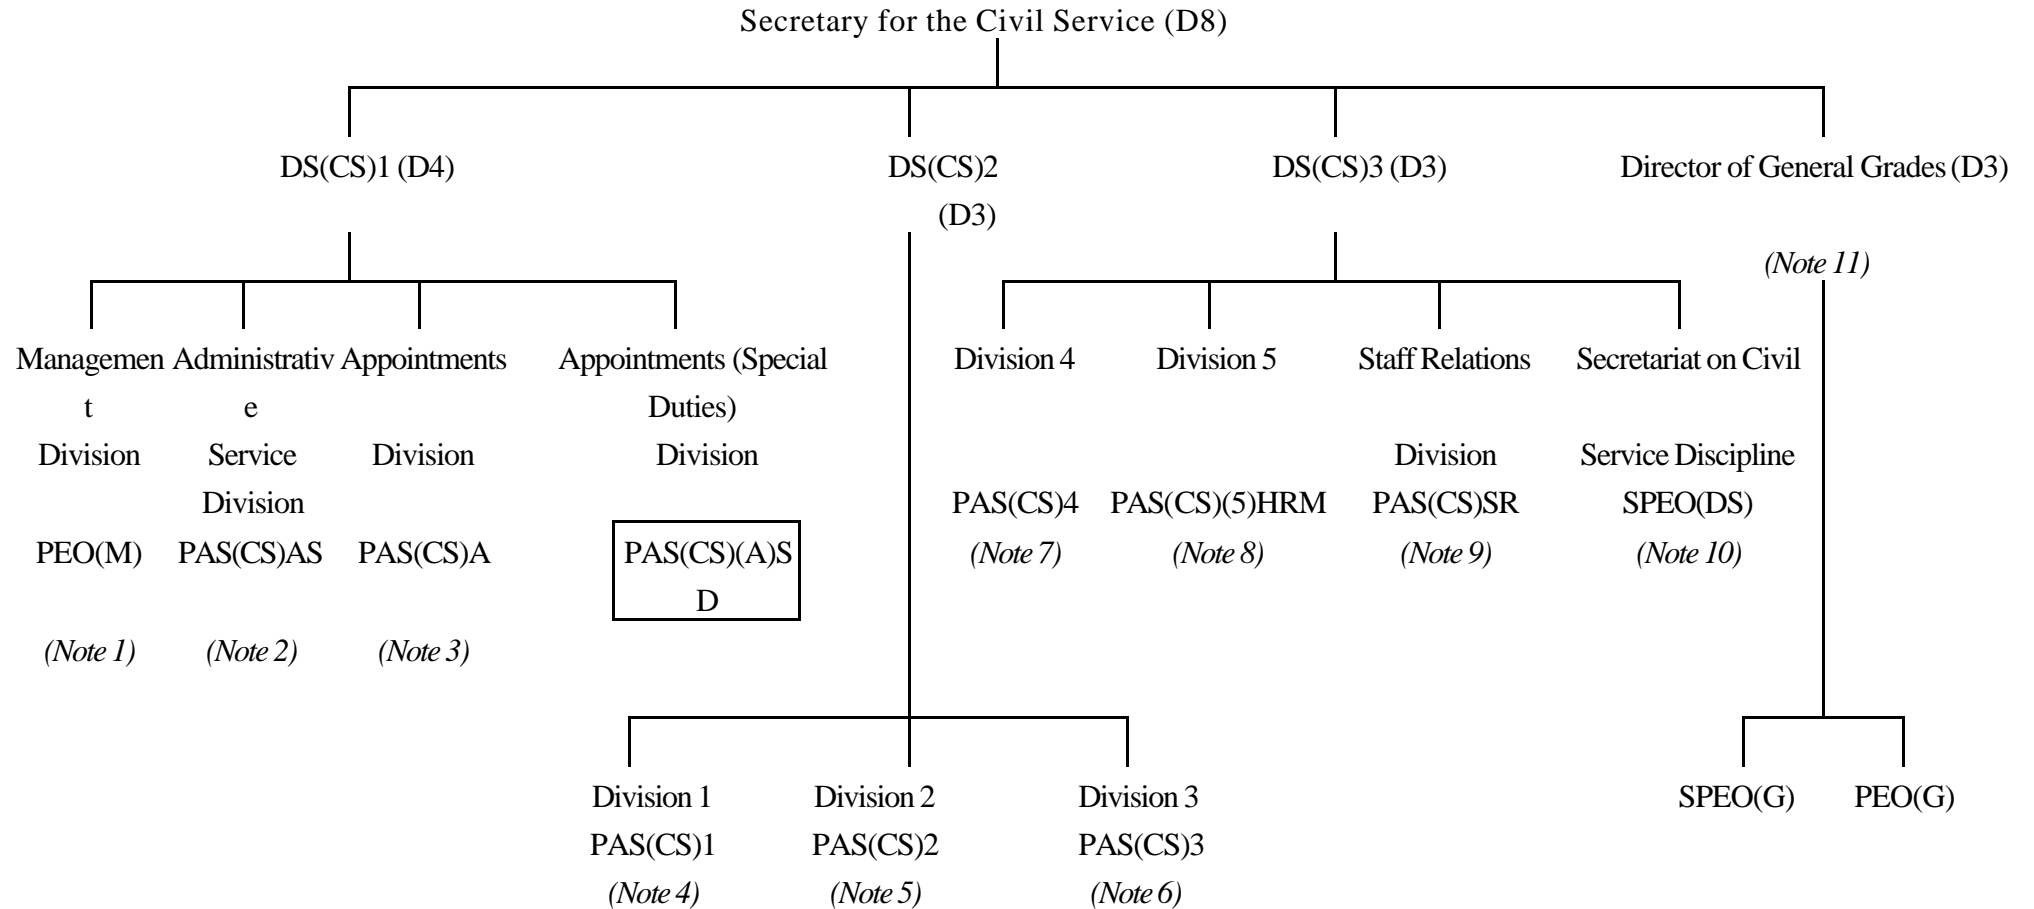 Secretary for the Civil Service (D8)
DS(CS)1 (D4)
DS(CS)2
(D3)
DS(CS)3 (D3)
Director of General Grades (D3)
(Note 11)
Managemen
t
Division
PEO(M)
(Note 1)
Administrativ
e
Service
Division
PAS(CS)AS
(Note 2)
Appointments
Division
PAS(CS)A
(Note 3)
Appointments (Special
Duties)
Division
PAS(CS)(A)S
D
Division 4
PAS(CS)4
(Note 7)
Division 5
PAS(CS)(5)HRM
(Note 8)
Staff Relations
Division
PAS(CS)SR
(Note 9)
Secretariat on Civil
Service Discipline
SPEO(DS)
(Note 10)
Division 1
PAS(CS)1
(Note 4)
Division 2
PAS(CS)2
(Note 5)
Division 3
PAS(CS)3
(Note 6)
SPEO(G)
PEO(G)